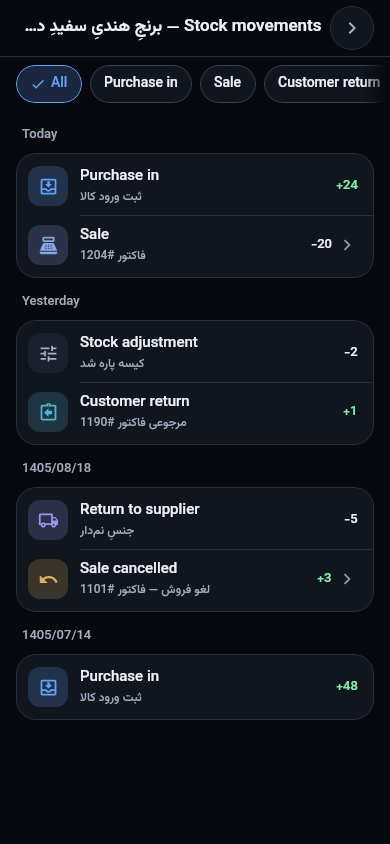 برنجِ هندیِ سفیدِ د... — Stock movements
All
Purchase in
Sale
Customer return
Today
Purchase in
+24
ثبت ورود کالا
Sale
-20
فاکتور #1204
Yesterday
Stock adjustment
-2
کیسه پاره شد
Customer return
+1
مرجوعی فاکتور #1190
1405/08/18
Return to supplier
-5
جنسِ نم‌دار
Sale cancelled
+3
لغو فروش — فاکتور #1101
1405/07/14
Purchase in
+48
ثبت ورود کالا